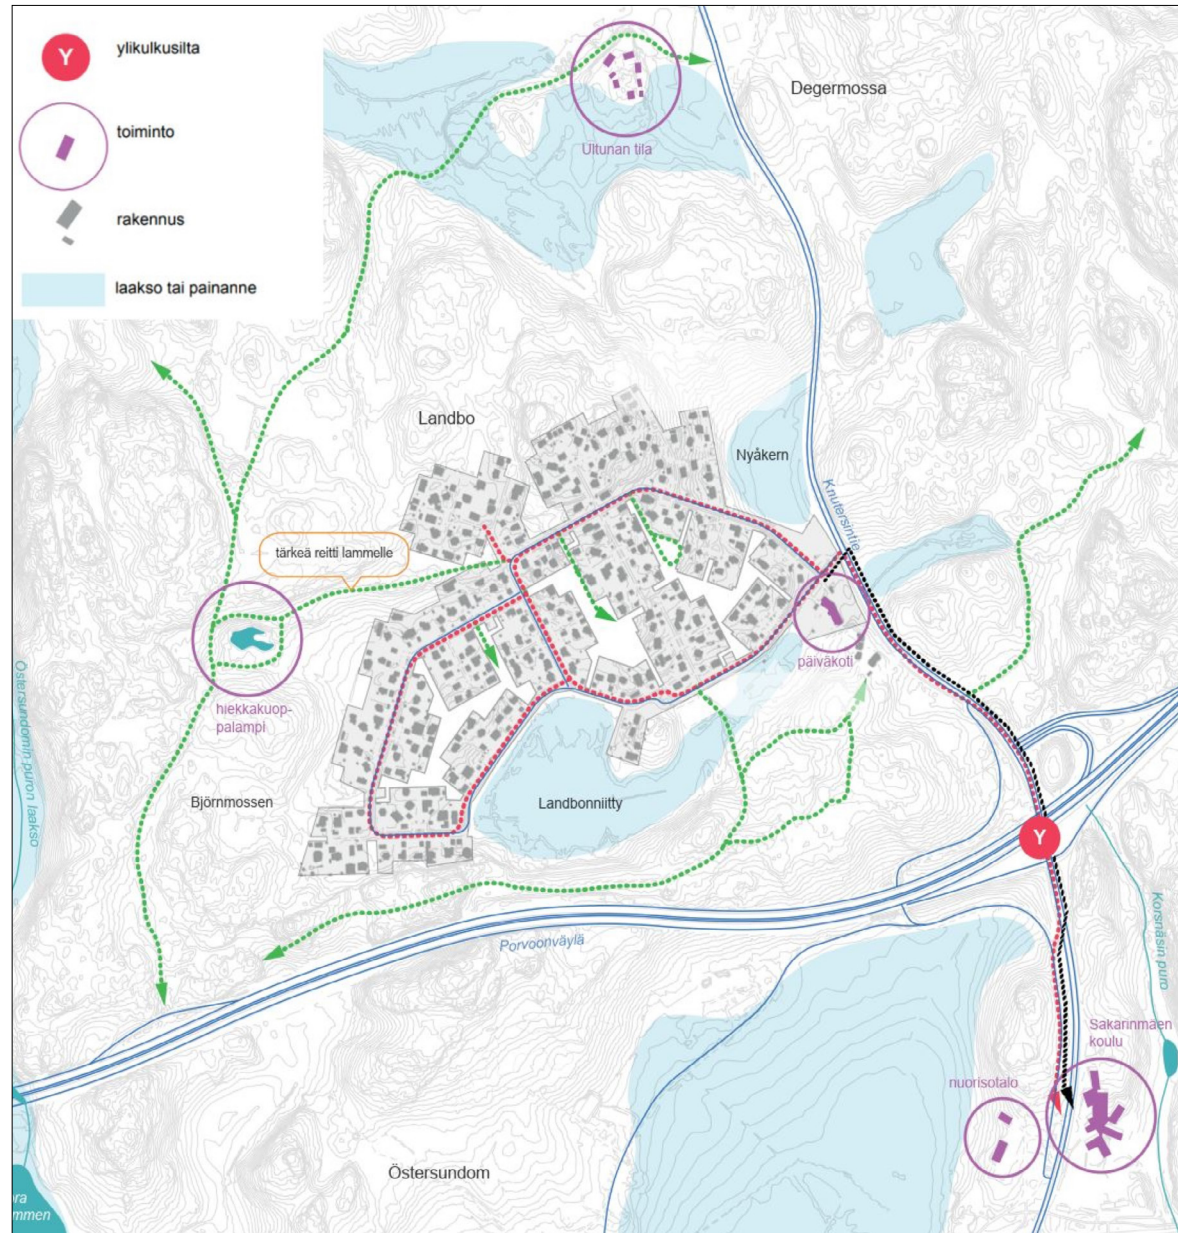 Y
ylikulkusilta
toiminto
rakennus
laakso tai painanne
Ultunan tila
Degermossa
Landbo
Nyåkern
Knutersintie
tärkeä reitti lammelle
hiekkakuop-
palampi
päiväkoti
Björnmossen
Landbonniitty
Östersundomin puron laakso
Y
Porvoonväylä
Korsnäsin puro
Sakarinmäen
koulu
nuorisotalo
Östersundom
ora
mmen